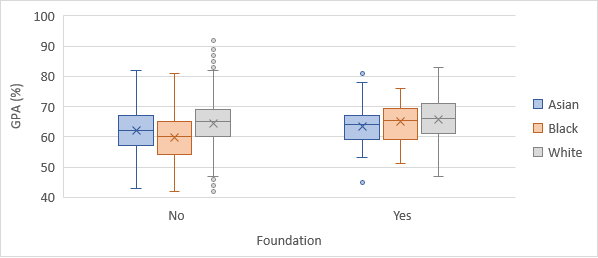 100
90
80
70
60
50
40
GPA (%)
No
Yes
Foundation
Asian
Black
White